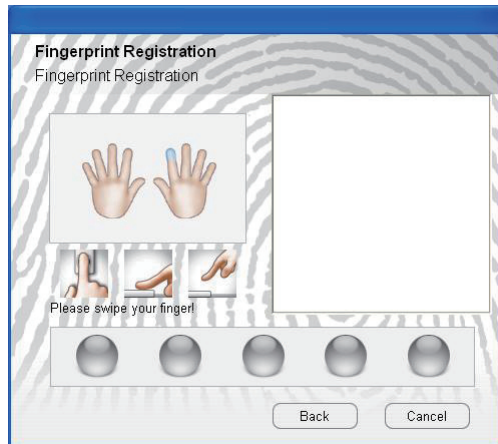 Fingerprint Registration
Fingerprint Registration
Please swipe your finger!
Back
Cancel